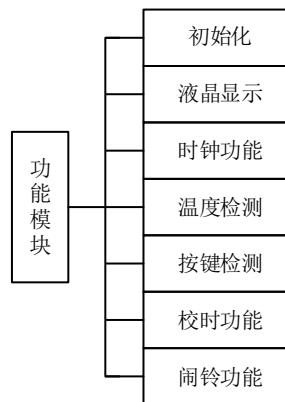 功能模块
初始化
液晶显示
时钟功能
温度检测
按键检测
校时功能
闹铃功能